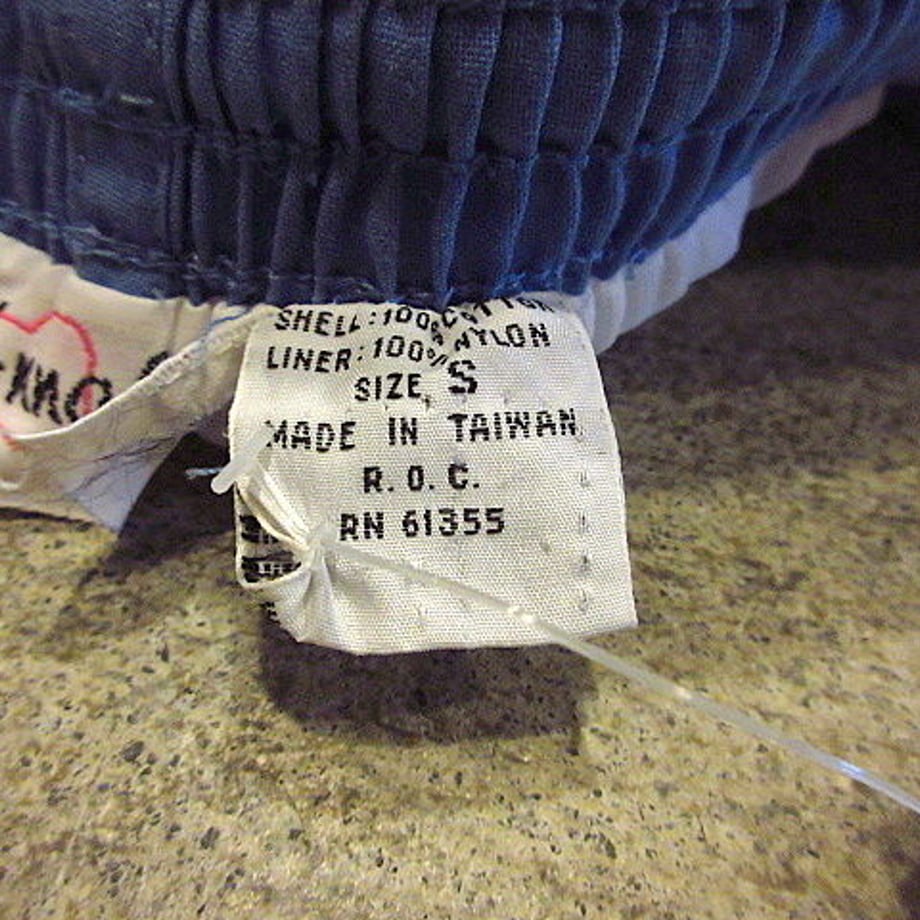 SHELL:100% COTTON
LINER:100% NYLON
SIZE S
MADE IN TAIWAN
R.O.C.
RN 61355